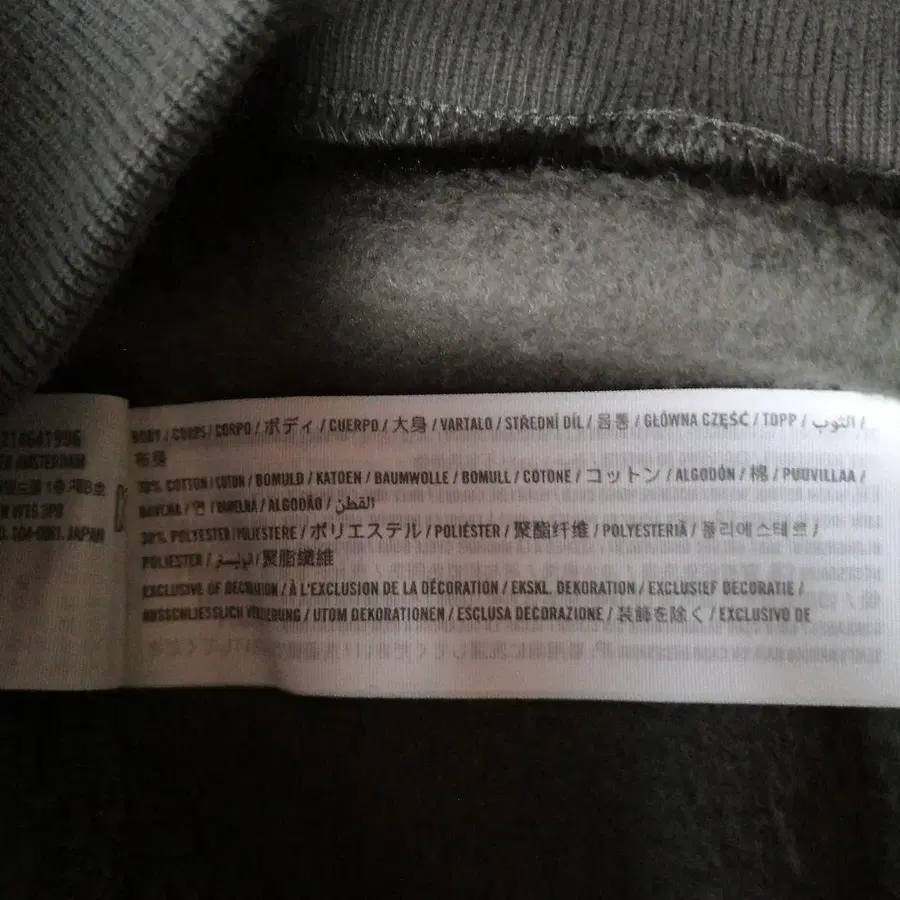 214641996
AMSTERDAM
JAPAN
BODY / CORPS / CORPO / ボディ / CUERPO / 大身 / VARTALO / STŘEDNÍ DÍL / 몸통 / GŁÓWNA CZĘŚĆ / TOPP / الثوب /
布身
70% COTTON / COTON / BOMULD / KATOEN / BAUMWOLLE / BOMULL / COTONE / コットン / ALGODÓN / 棉 / PUUVILLAA /
BAVLNA / 면 / BAWEŁNA / ALGODÃO / القطن
30% POLYESTER / POLIESTERE / ポリエステル / POLIÉSTER / 聚酯纤维 / POLYESTERIÄ / 폴리에스테르 /
POLIESTER / بوليستر / 聚脂纖維
EXCLUSIVE OF DECORATION / À L'EXCLUSION DE LA DÉCORATION / EKSKL. DEKORATION / EXCLUSIEF DECORATIE /
AUSSCHLIESSLICH VERZIERUNG / UTOM DEKORATIONEN / ESCLUSA DECORAZIONE / 装飾を除く / EXCLUSIVO DE